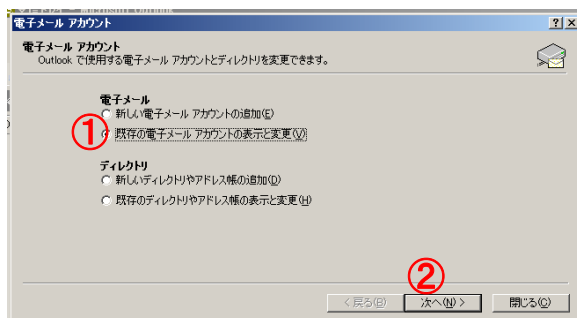 電子メール アカウント
電子メール アカウント
Outlook で使用する電子メール アカウントとディレクトリを変更できます。
電子メール
新しい電子メール アカウントの追加(E)
① 既存の電子メール アカウントの表示と変更(V)
ディレクトリ
新しいディレクトリやアドレス帳の追加(D)
既存のディレクトリやアドレス帳の表示と変更(H)
②
< 戻る(B) 次へ(N) > 閉じる(C)